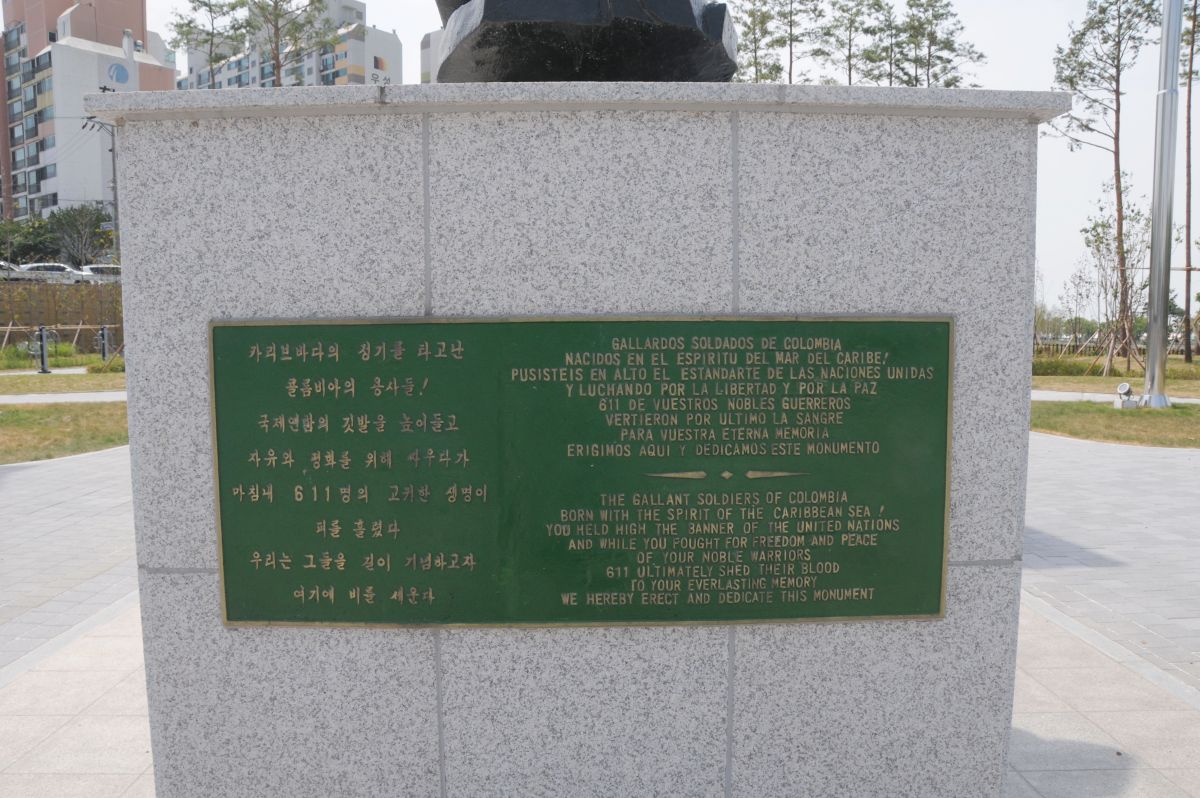 우성
카리브바다의 정기를 타고난
콜롬비아의 용사들!
국제연합의 깃발을 높이들고
자유와 평화를 위해 싸우다가
마침내 611명의 고귀한 생명이
피를 흘렸다
우리는 그들을 길이 기념하고자
여기에 비를 세운다
GALLARDOS SOLDADOS DE COLOMBIA
NACIDOS EN EL ESPIRITU DEL MAR DEL CARIBE!
PUSISTEIS EN ALTO EL ESTANDARTE DE LAS NACIONES UNIDAS
Y LUCHANDO POR LA LIBERTAD Y POR LA PAZ
611 DE VUESTROS NOBLES GUERREROS
VERTIERON POR ULTIMO LA SANGRE
PARA VUESTRA ETERNA MEMORIA
ERIGIMOS AQUI Y DEDICAMOS ESTE MONUMENTO
THE GALLANT SOLDIERS OF COLOMBIA
BORN WITH THE SPIRIT OF THE CARIBBEAN SEA !
YOU HELD HIGH THE BANNER OF THE UNITED NATIONS
AND WHILE YOU FOUGHT FOR FREEDOM AND PEACE
OF YOUR NOBLE WARRIORS
611 ULTIMATELY SHED THEIR BLOOD
TO YOUR EVERLASTING MEMORY
WE HEREBY ERECT AND DEDICATE THIS MONUMENT